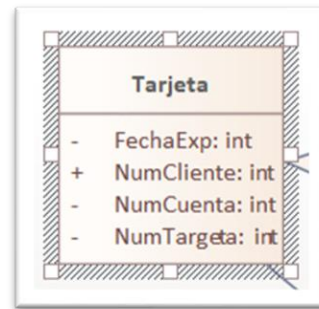 Tarjeta
- FechaExp: int
+ NumCliente: int
- NumCuenta: int
- NumTargeta: int